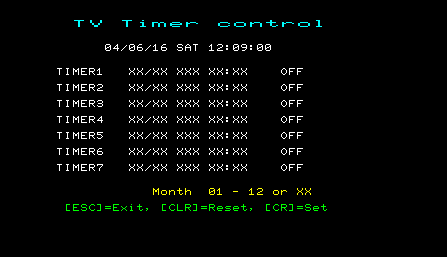 TV Timer control
04/06/16 SAT 12:09:00
TIMER1 XX/XX XXX XX:XX OFF
TIMER2 XX/XX XXX XX:XX OFF
TIMER3 XX/XX XXX XX:XX OFF
TIMER4 XX/XX XXX XX:XX OFF
TIMER5 XX/XX XXX XX:XX OFF
TIMER6 XX/XX XXX XX:XX OFF
TIMER7 XX/XX XXX XX:XX OFF
Month 01 - 12 or XX
[ESC]=Exit, [CLR]=Reset, [CR]=Set